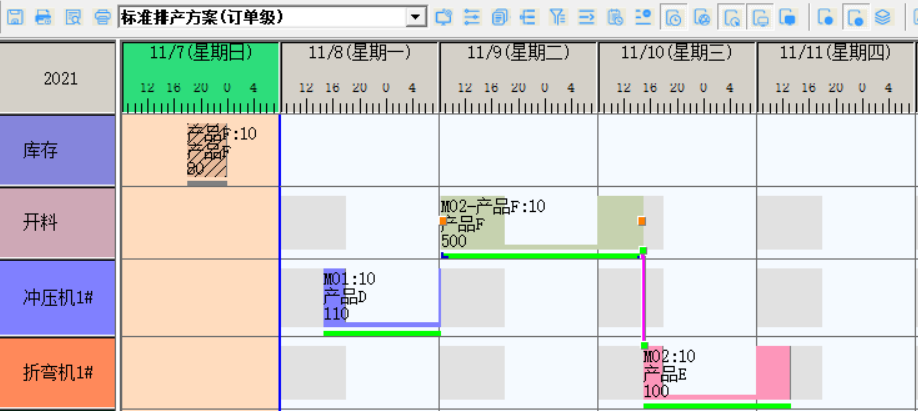 标准排产方案(订单级)
2021
11/7(星期日)
11/8(星期一)
11/9(星期二)
11/10(星期三)
11/11(星期四)
12 16 20 0 4
12 16 20 0 4
12 16 20 0 4
12 16 20 0 4
12 16 20 0 4
库存
产品F:10
产品F
80
开料
M02-产品F:10
产品F
500
冲压机1#
M01:10
产品D
110
折弯机1#
M02:10
产品E
100